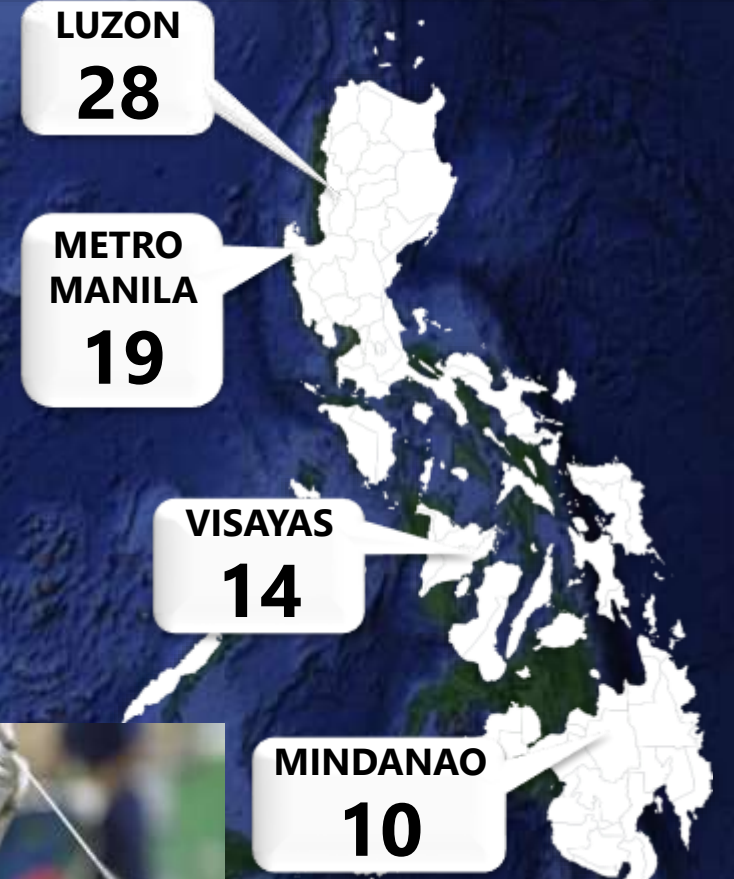 LUZON
28
METRO
MANILA
19
VISAYAS
14
MINDANAO
10